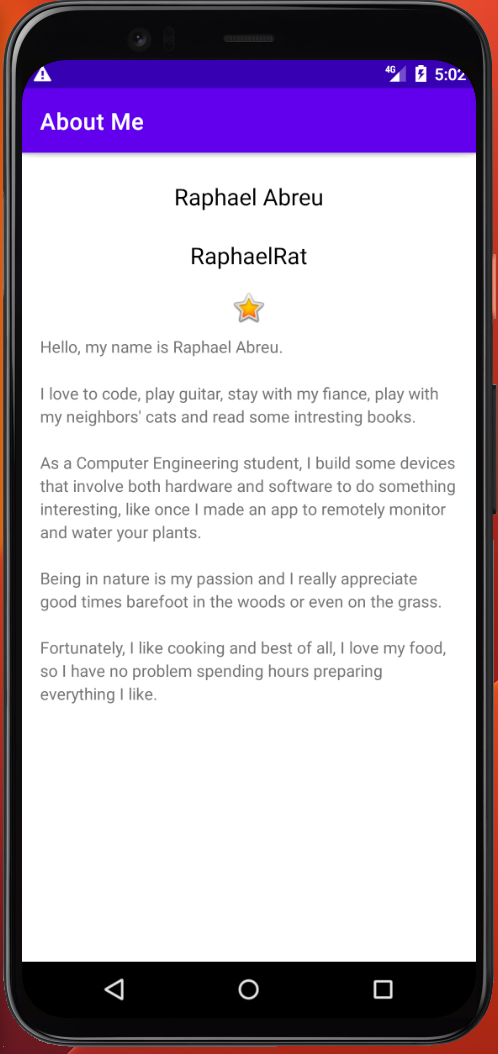 4G 5:02
About Me
Raphael Abreu
RaphaelRat
Hello, my name is Raphael Abreu.
I love to code, play guitar, stay with my fiance, play with
my neighbors' cats and read some intresting books.
As a Computer Engineering student, I build some devices
that involve both hardware and software to do something
interesting, like once I made an app to remotely monitor
and water your plants.
Being in nature is my passion and I really appreciate
good times barefoot in the woods or even on the grass.
Fortunately, I like cooking and best of all, I love my food,
so I have no problem spending hours preparing
everything I like.